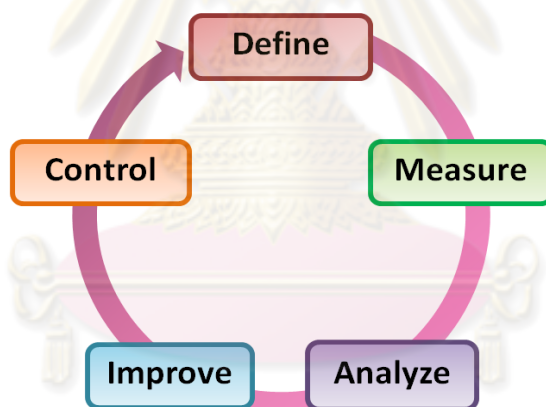 Define
Measure
Analyze
Improve
Control